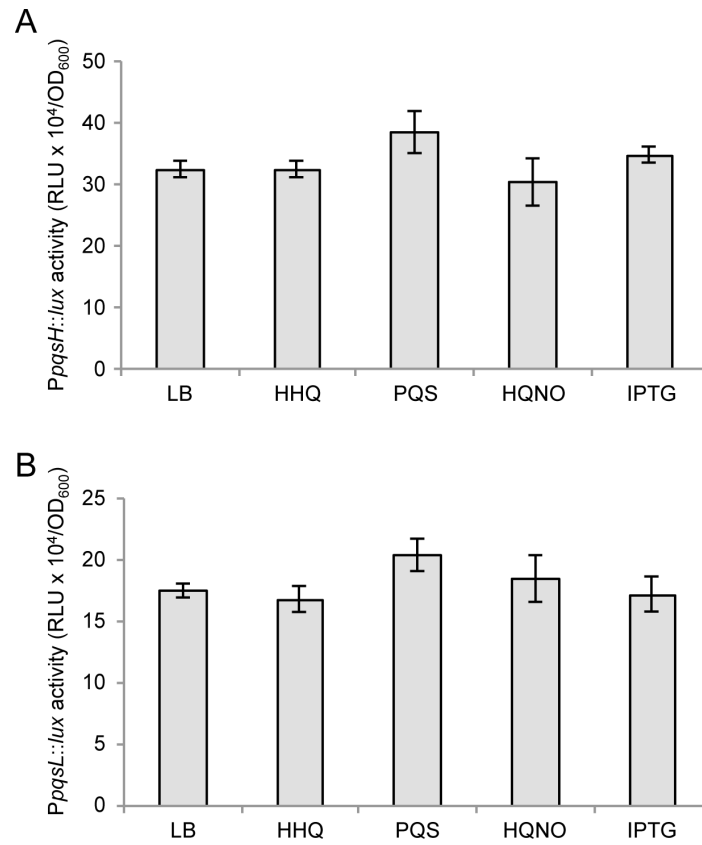 A
PpqsH::lux activity (RLU x 10⁴/OD₆₀₀)
50
40
30
20
10
0
LB HHQ PQS HQNO IPTG
B
PpqsL::lux activity (RLU x 10⁴/OD₆₀₀)
25
20
15
10
5
0
LB HHQ PQS HQNO IPTG